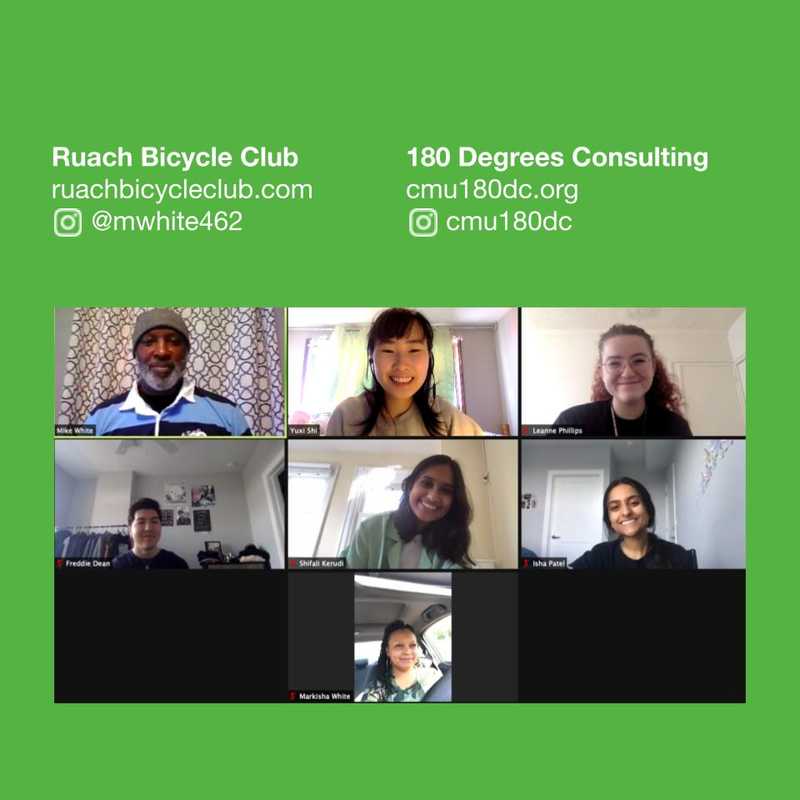 Ruach Bicycle Club
ruachbicycleclub.com
@mwhite462
180 Degrees Consulting
cmu180dc.org
cmu180dc
Mike White
Yuxi Shi
Leanne Phillips
Freddie Dean
Shifali Kerudi
Isha Patel
Markisha White